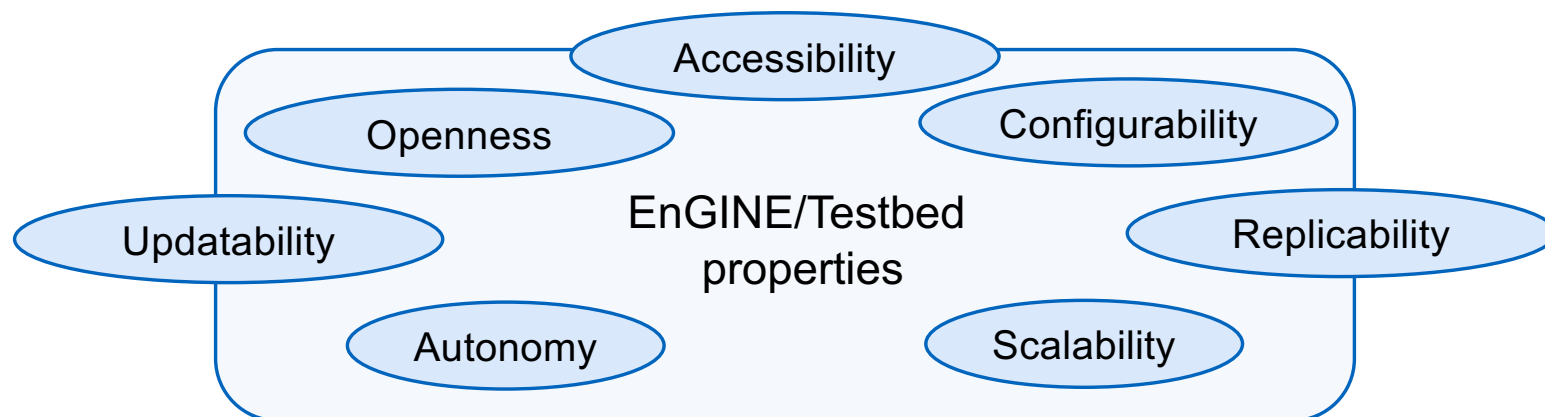 Accessibility
Openness
Configurability
EnGINE/Testbed
properties
Updatability
Replicability
Autonomy
Scalability